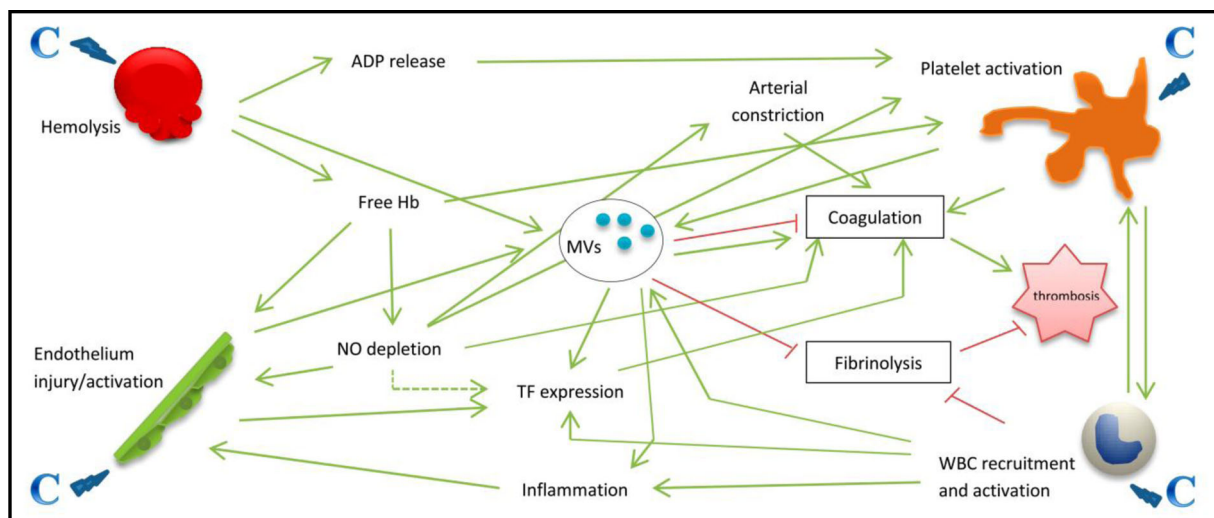 C
C
ADP release
Platelet activation
Arterial
constriction
Hemolysis
Free Hb
Coagulation
MVs
thrombosis
NO depletion
Endothelium
injury/activation
Fibrinolysis
TF expression
WBC recruitment
and activation
Inflammation
C
C